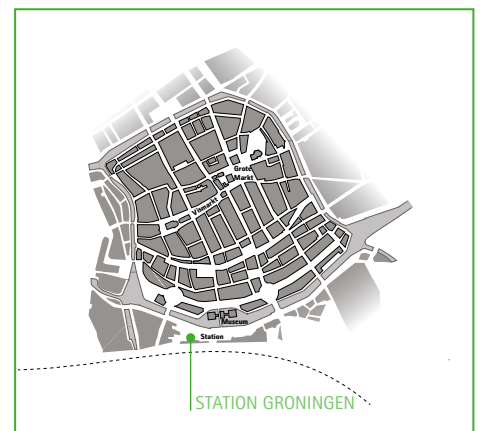 Grote
Markt
Vismarkt
Museum
Station
STATION GRONINGEN